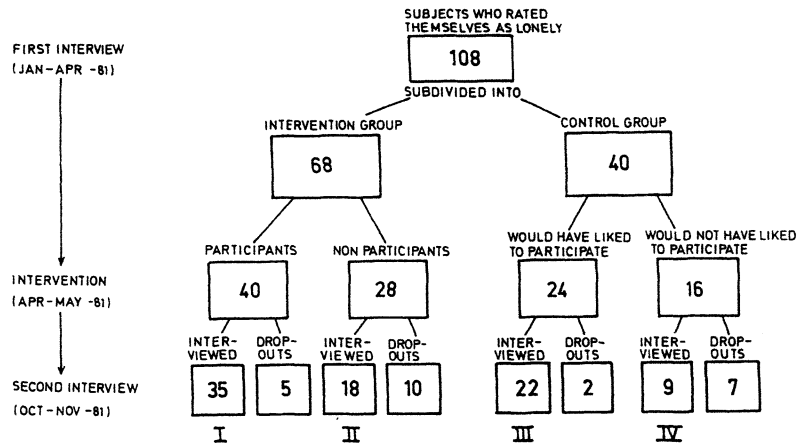 SUBJECTS WHO RATED
THEMSELVES AS LONELY
FIRST INTERVIEW
(JAN-APR -81)
108
SUBDIVIDED INTO
INTERVENTION GROUP
CONTROL GROUP
68
40
PARTICIPANTS
NON PARTICIPANTS
WOULD HAVE LIKED
TO PARTICIPATE
WOULD NOT HAVE LIKED
TO PARTICIPATE
INTERVENTION
(APR-MAY -81)
40
28
24
16
INTER-
VIEWED
DROP-
OUTS
INTER-
VIEWED
DROP-
OUTS
INTER-
VIEWED
DROP-
OUTS
INTER-
VIEWED
DROP-
OUTS
SECOND INTERVIEW
(OCT-NOV -81)
35
5
18
10
22
2
9
7
I
II
III
IV